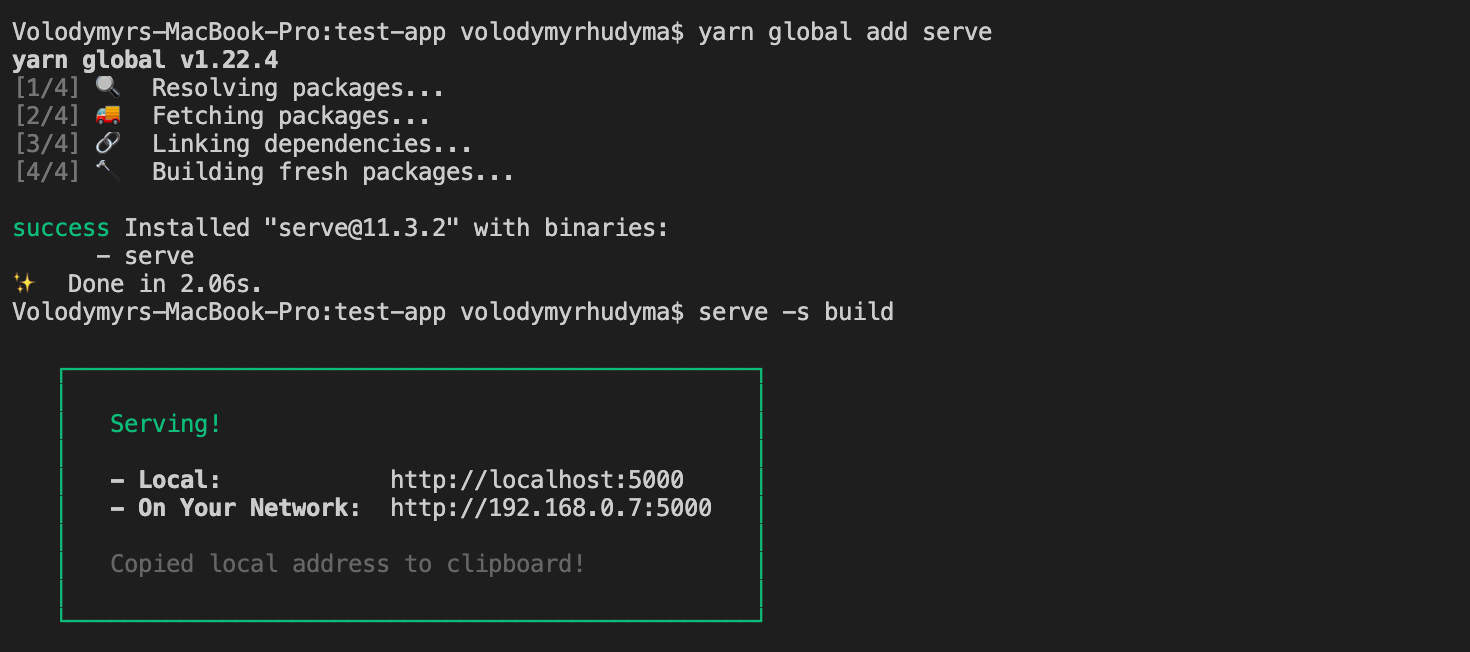 Volodymyrs-MacBook-Pro:test-app volodymyrhudyma$ yarn global add serve
yarn global v1.22.4
[1/4] 🔍 Resolving packages...
[2/4] 🚚 Fetching packages...
[3/4] 🔗 Linking dependencies...
[4/4] 🔨 Building fresh packages...
success Installed "serve@11.3.2" with binaries:
- serve
✨ Done in 2.06s.
Volodymyrs-MacBook-Pro:test-app volodymyrhudyma$ serve -s build
Serving!
- Local: http://localhost:5000
- On Your Network: http://192.168.0.7:5000
Copied local address to clipboard!